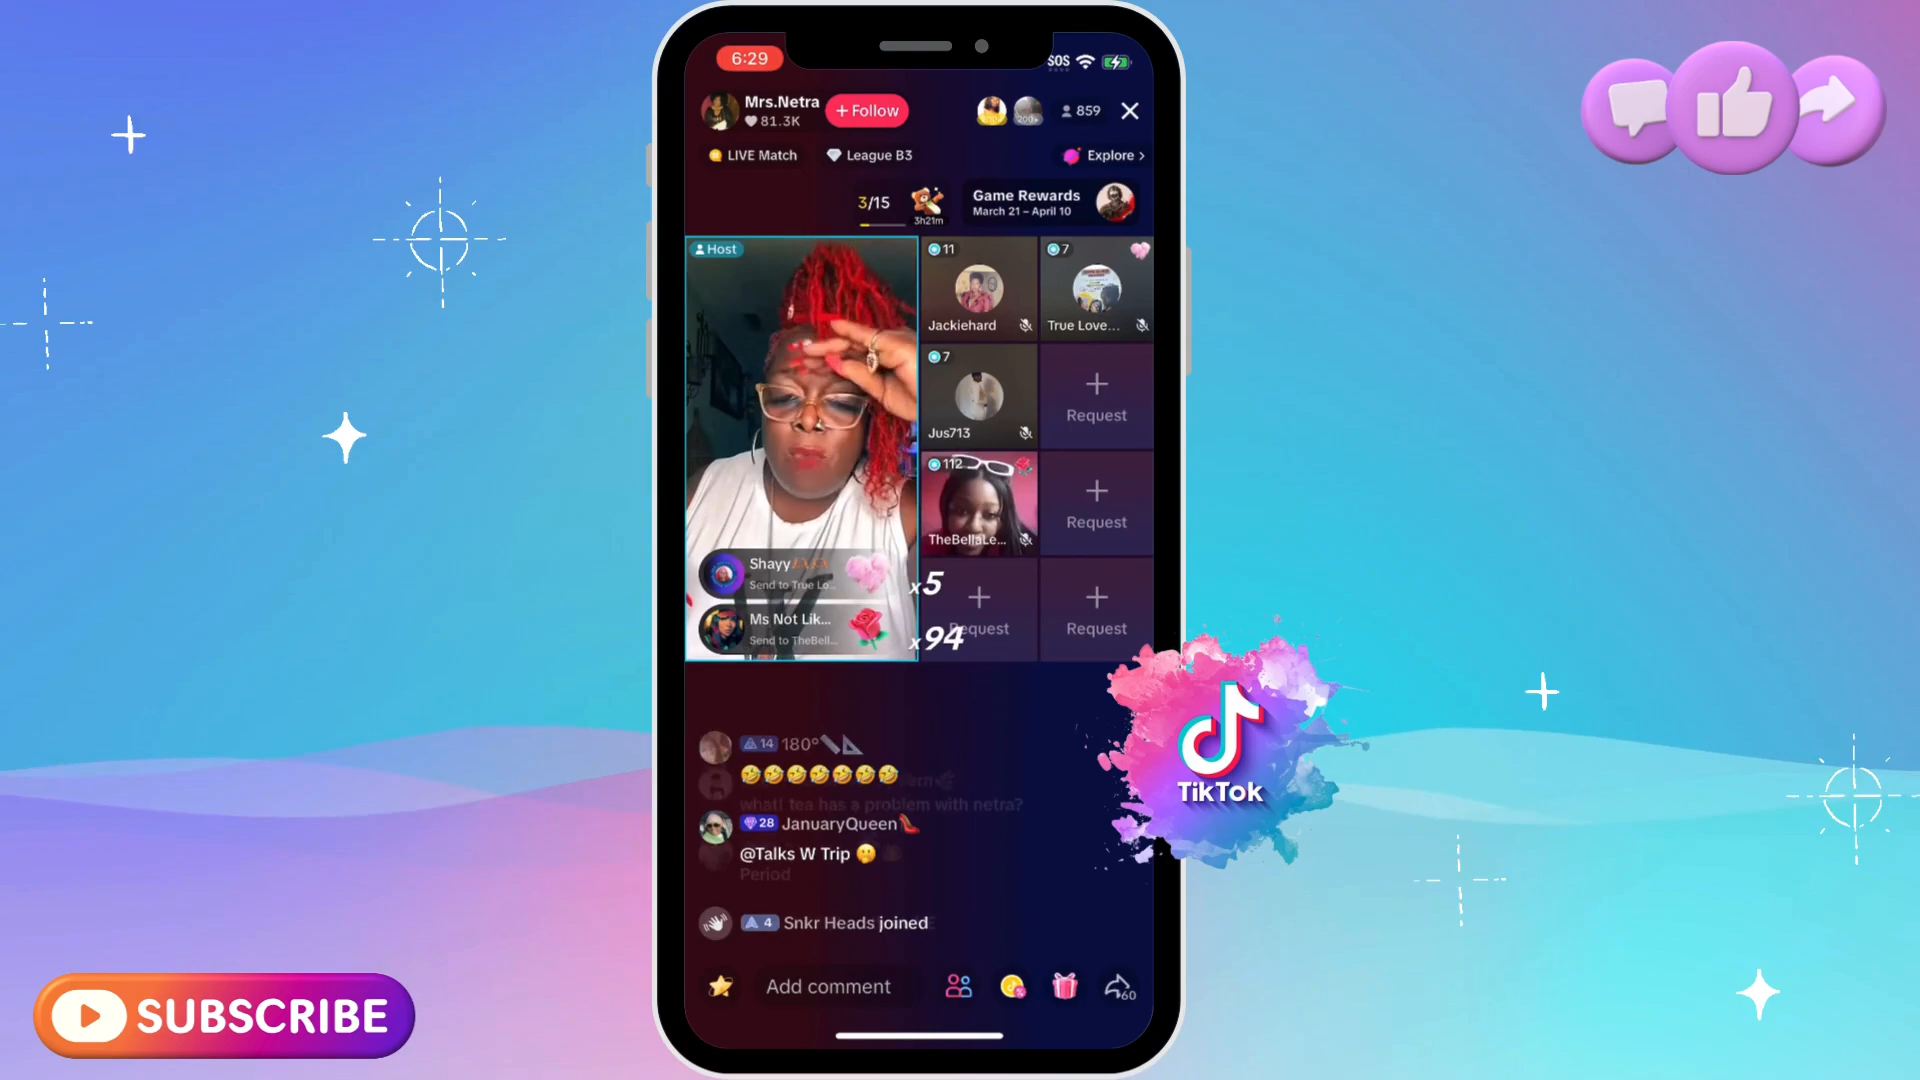 6:29
SOS
Mrs.Netra
81.3K
+ Follow
200+
859
LIVE Match
League B3
Explore >
3/15
3h21m
Game Rewards
March 21 – April 10
Host
11
Jackiehard
7
True Love...
7
Jus713
Request
112
TheBellaLe...
Request
Shayy
Send to True Lo...
x5
Ms Not Lik...
Send to TheBell...
x94
Request
Request
14 180°
what! tea has a problem with netra?
28 JanuaryQueen
@Talks W Trip
Period
4 Snkr Heads joined
Add comment
60
TikTok
SUBSCRIBE